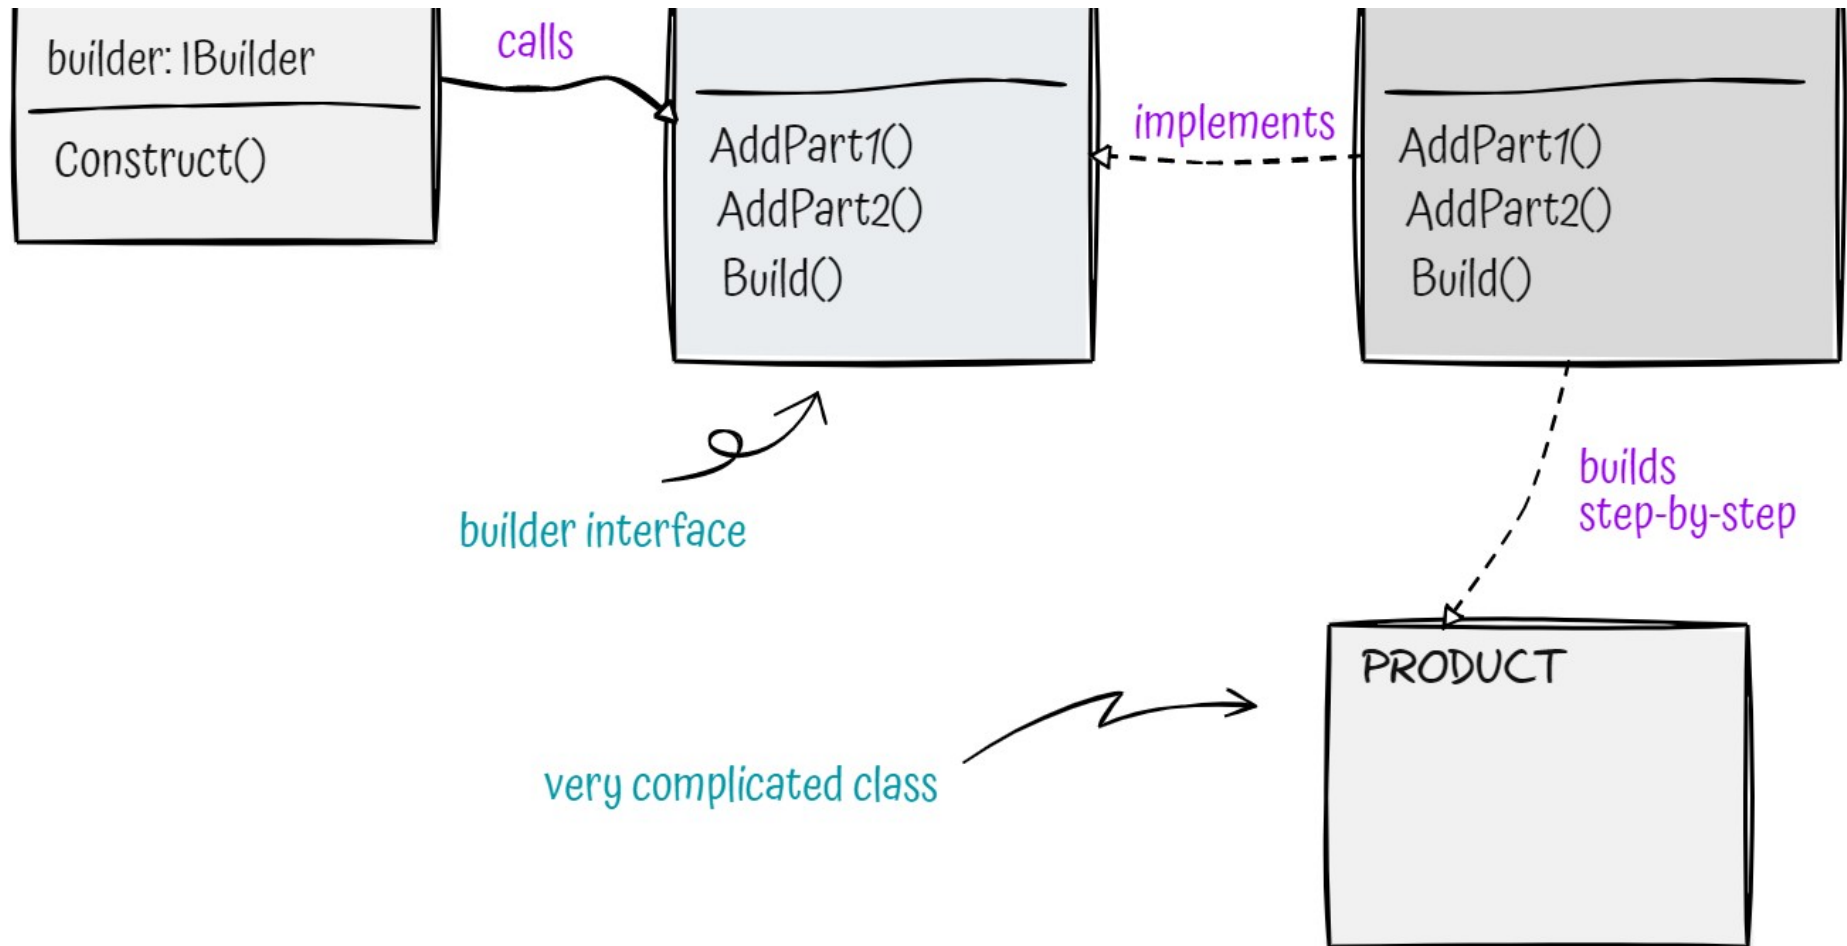 builder: IBuilder
Construct()
calls
AddPart1()
AddPart2()
Build()
implements
AddPart1()
AddPart2()
Build()
builder interface
builds
step-by-step
PRODUCT
very complicated class